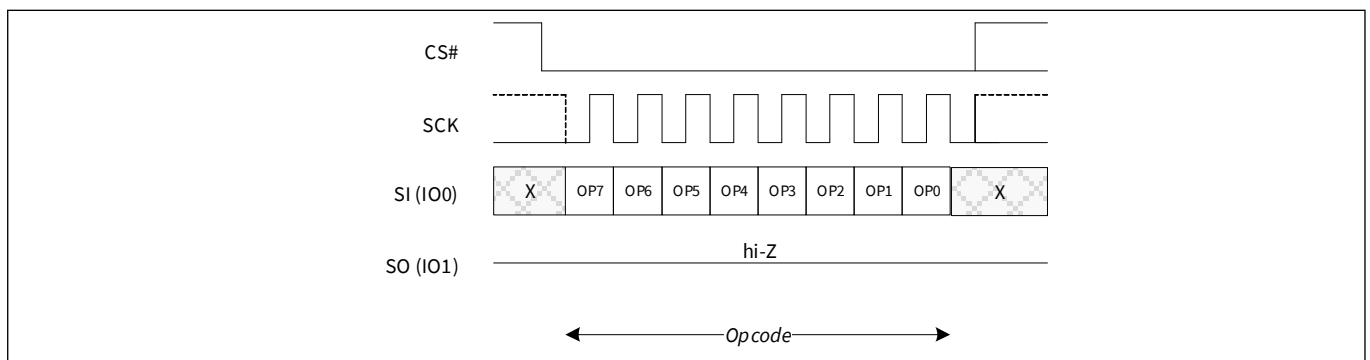 CS#
SCK
SI (IO0) X OP7 OP6 OP5 OP4 OP3 OP2 OP1 OP0 X
hi-Z
SO (IO1)
Opcode